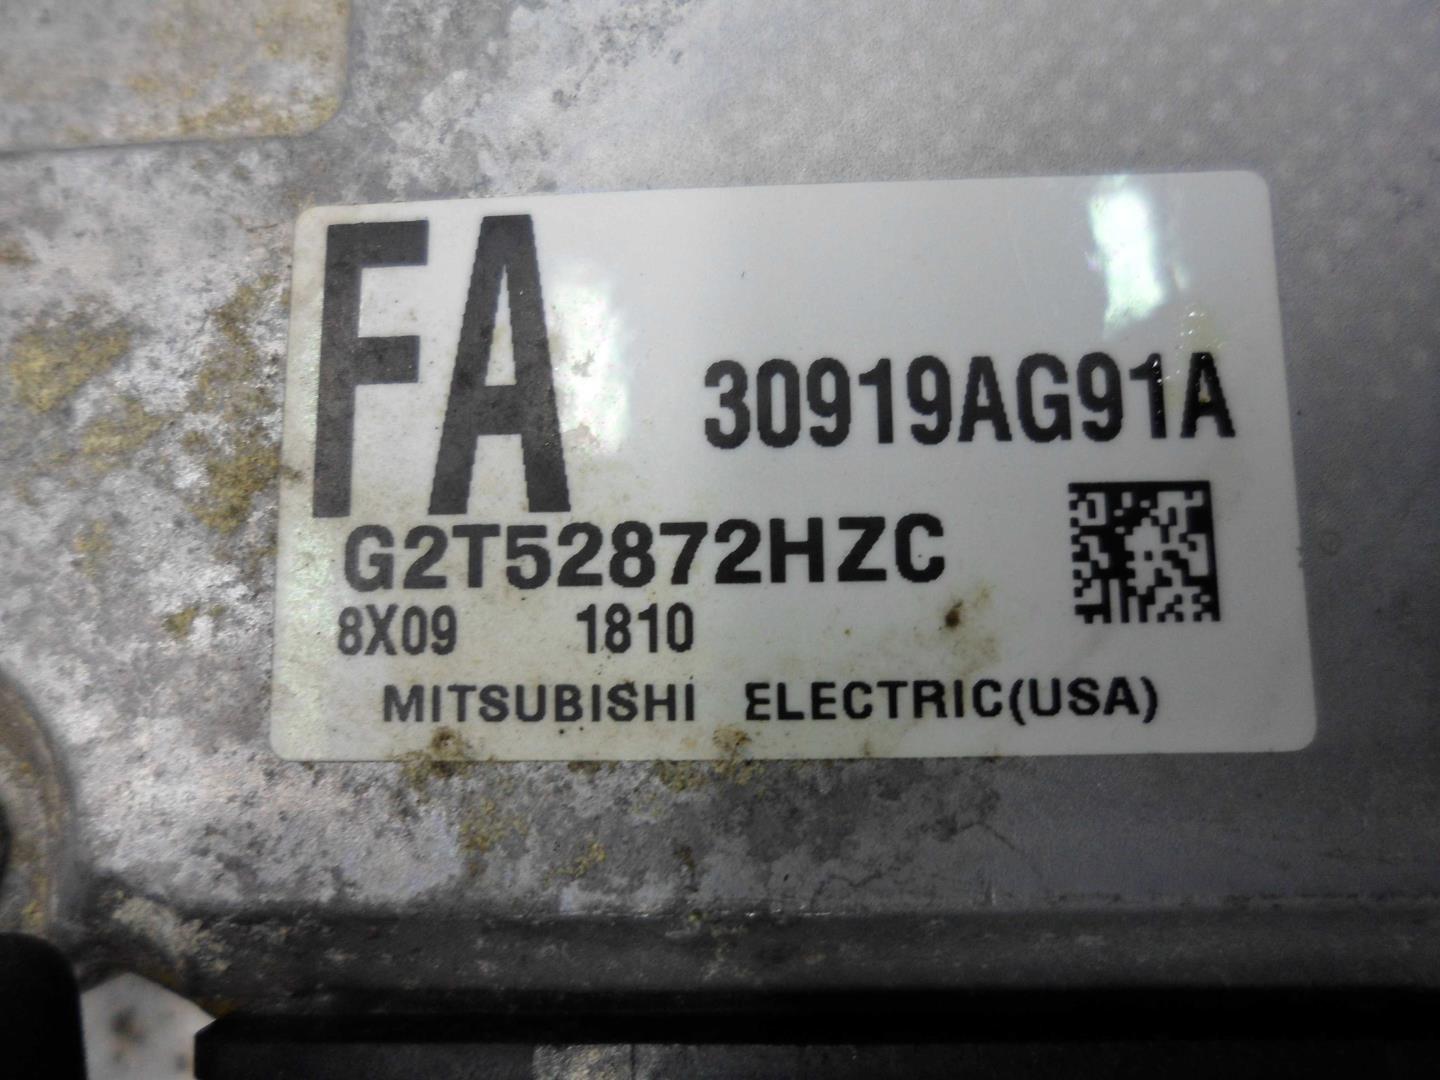 FA
30919AG91A
G2T52872HZC
8X09 1810
MITSUBISHI ELECTRIC(USA)